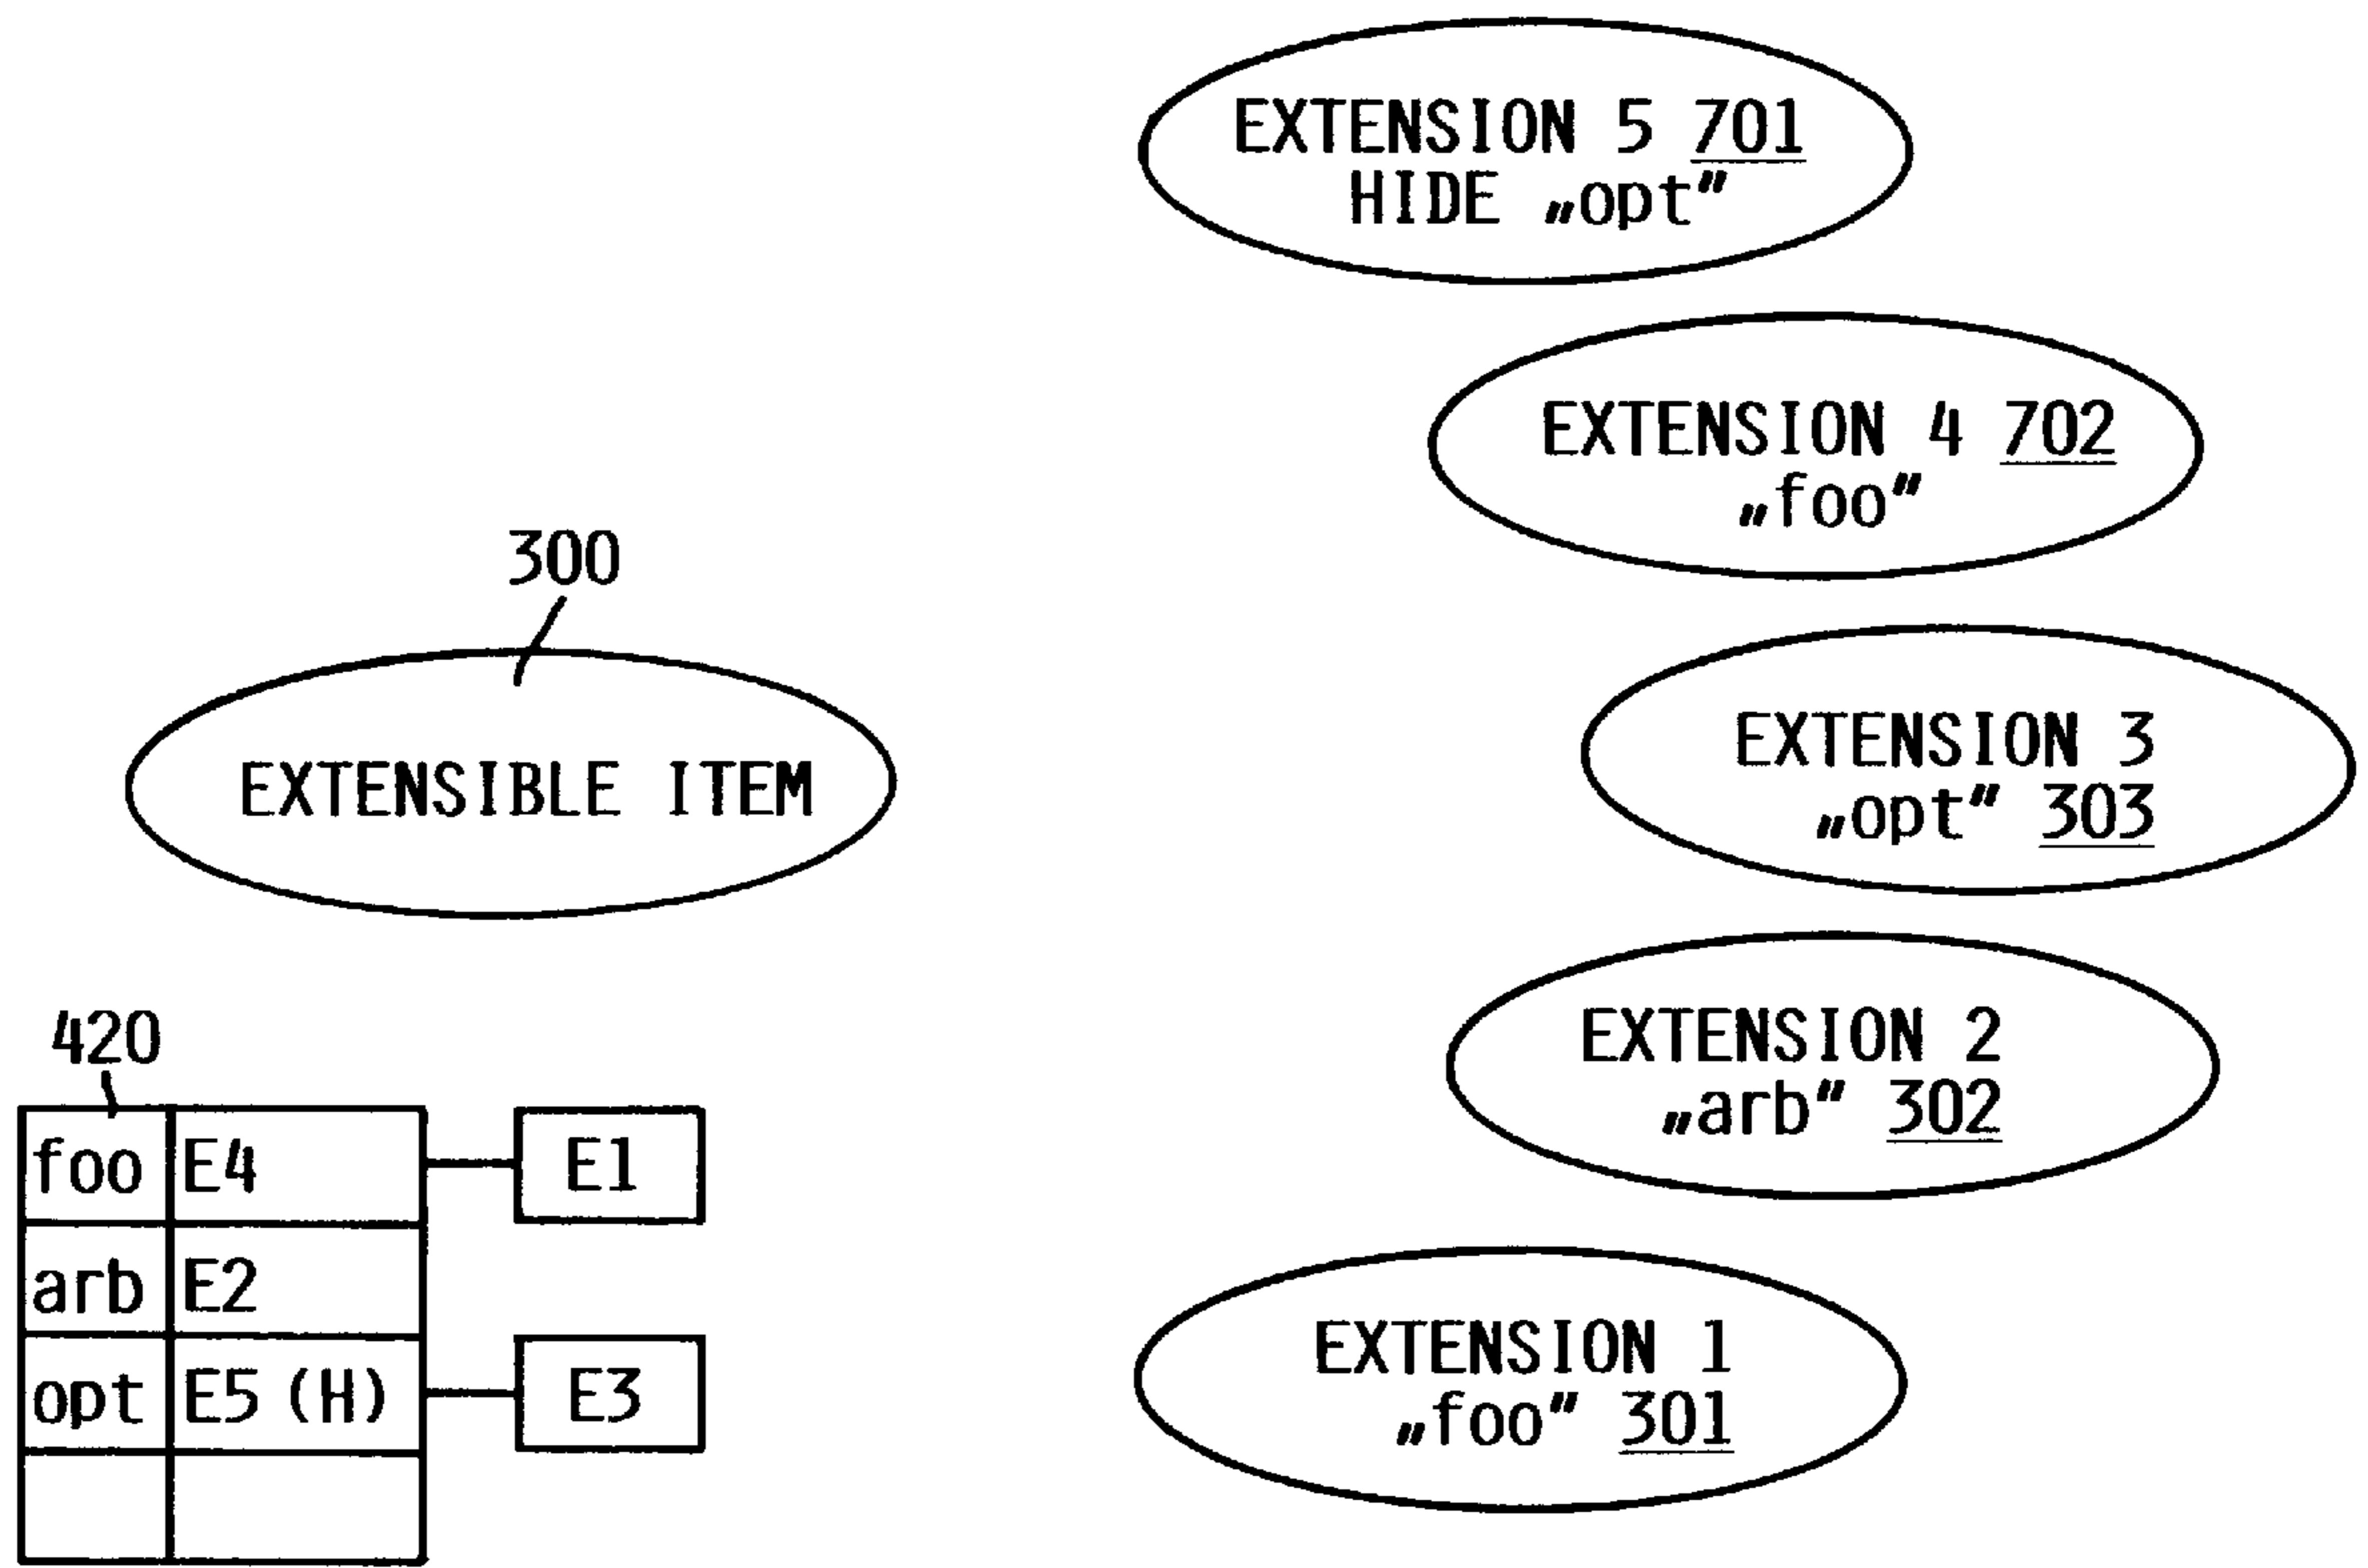 EXTENSION 5 701
HIDE „opt”
EXTENSION 4 702
„foo”
300
EXTENSIBLE ITEM
EXTENSION 3
„opt” 303
EXTENSION 2
„arb” 302
420
foo E4 E1
arb E2
opt E5 (H) E3
EXTENSION 1
„foo” 301